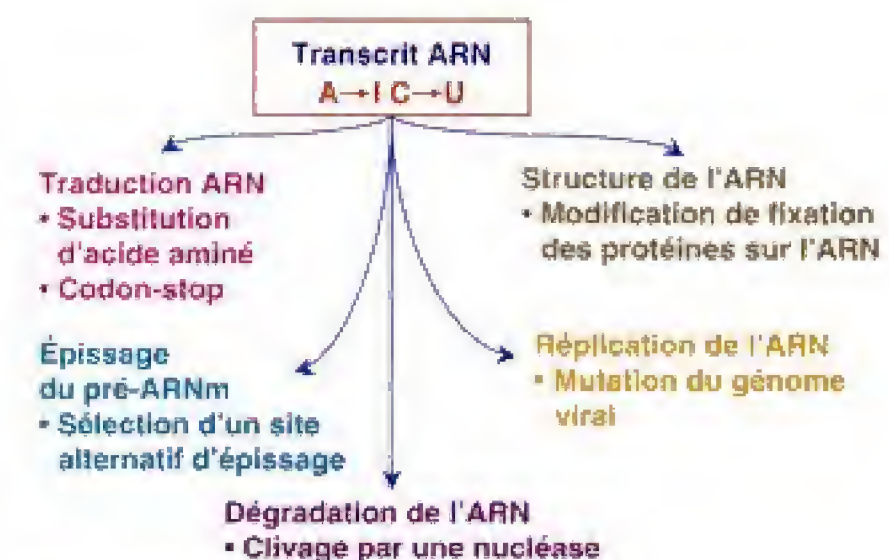 Transcrit ARN
A→I C→U
Traduction ARN
• Substitution
d'acide aminé
• Codon-stop
Structure de l'ARN
• Modification de fixation
des protéines sur l'ARN
Épissage
du pré-ARNm
• Sélection d'un site
alternatif d'épissage
Réplication de l'ARN
• Mutation du génome
viral
Dégradation de l'ARN
• Clivage par une nucléase